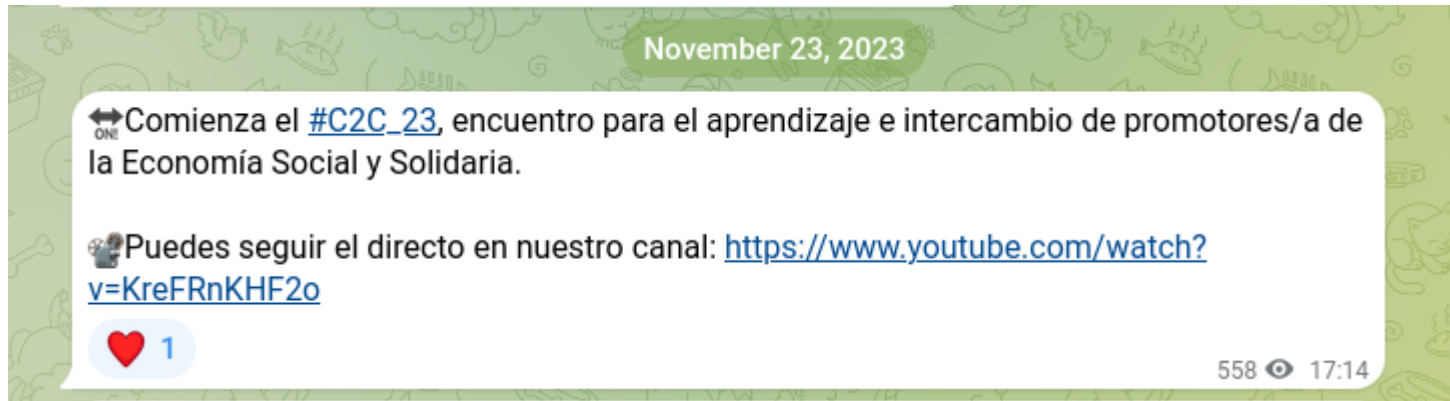 November 23, 2023
🔛Comienza el #C2C_23, encuentro para el aprendizaje e intercambio de promotores/a de
la Economía Social y Solidaria.
📽Puedes seguir el directo en nuestro canal: https://www.youtube.com/watch?
v=KreFRnKHF2o
❤ 1
558 17:14